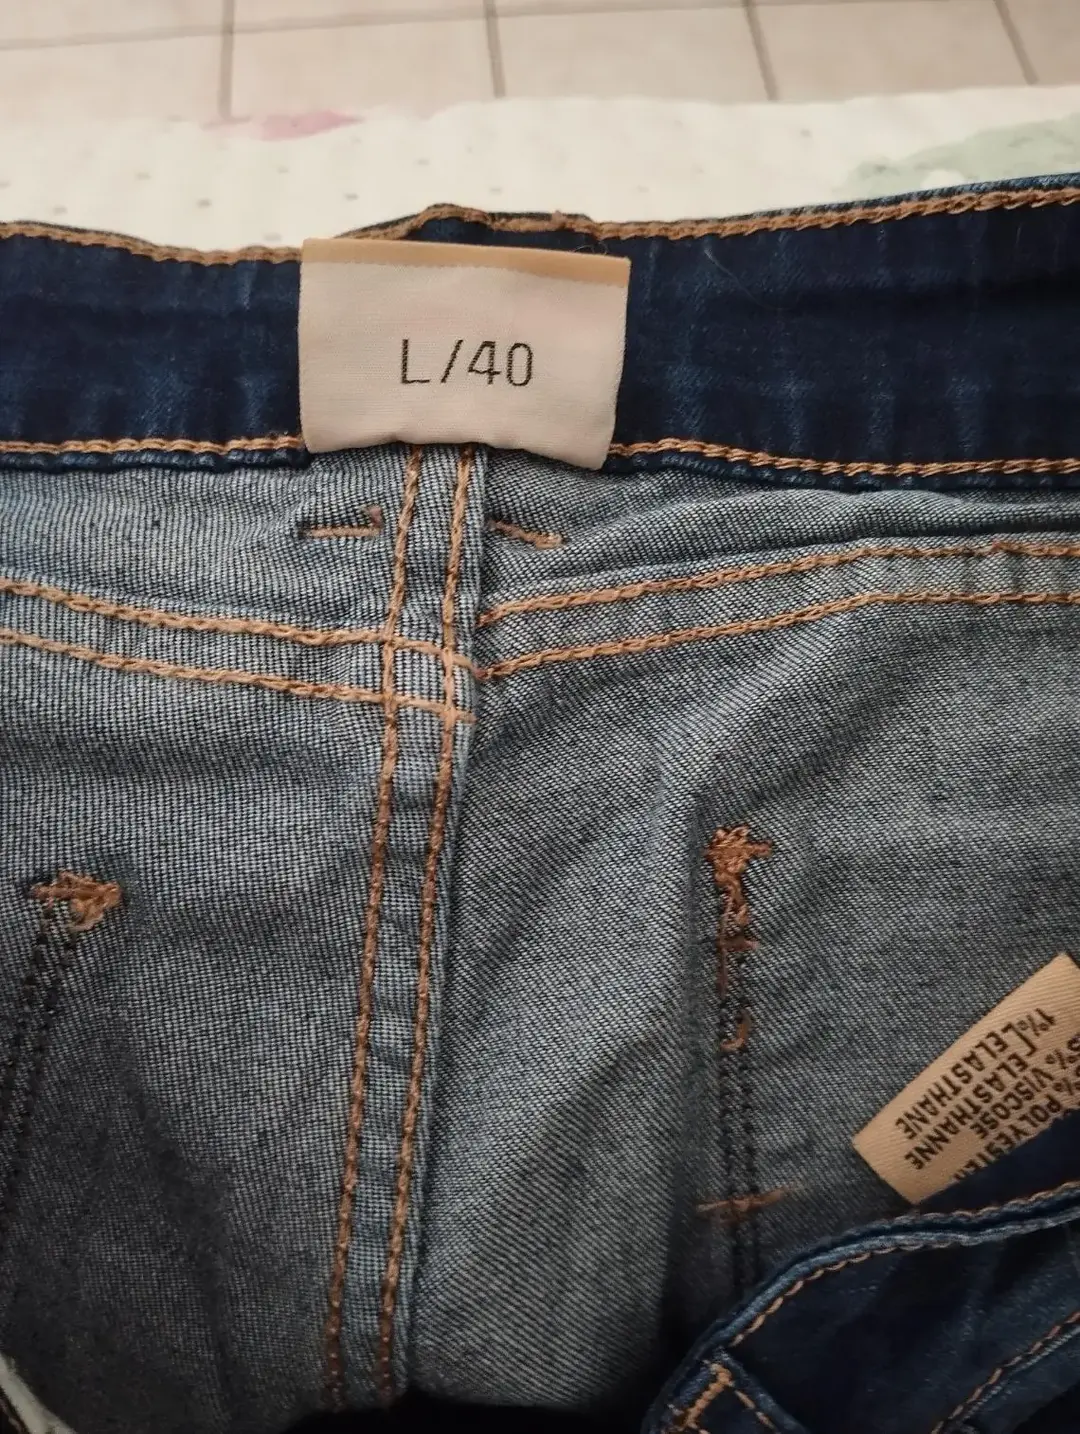 L/40
% POLYESTER
% VISCOSE
% ELASTHANNE
1% ELASTHANE